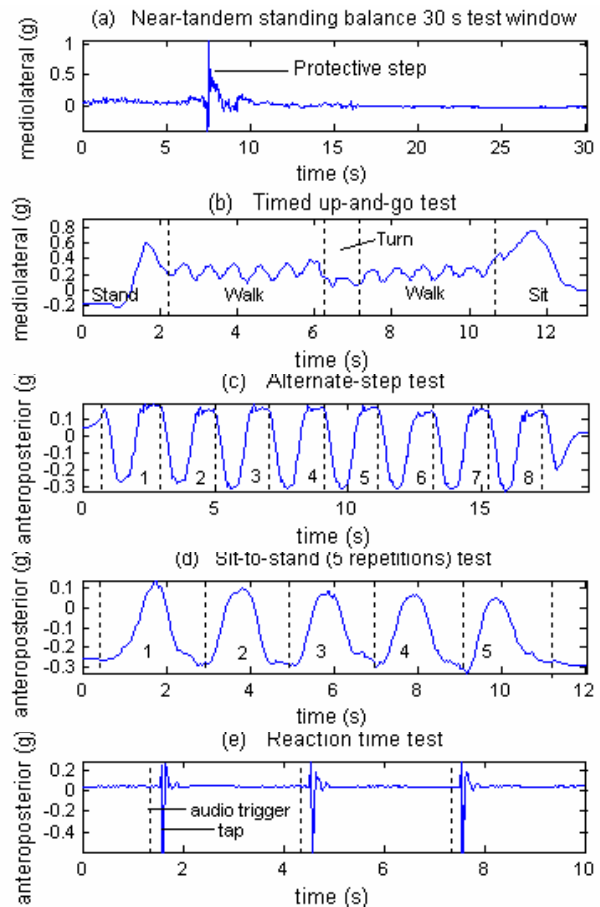 (a) Near-tandem standing balance 30 s test window
mediolateral (g)
1
0.5
0
Protective step
0 5 10 15 20 25 30
time (s)
(b) Timed up-and-go test
mediolateral (g)
0.8
0.6
0.4
0.2
0
-0.2
Turn
Stand Walk Walk Sit
0 2 4 6 8 10 12
time (s)
(c) Alternate-step test
anteroposterior (g)
0.1
0
-0.1
-0.2
-0.3
1 2 3 4 5 6 7 8
5 10 15
time (s)
(d) Sit-to-stand (5 repetitions) test
anteroposterior (g)
0.1
0
-0.1
-0.2
-0.3
1 2 3 4 5
0 2 4 6 8 10 12
time (s)
(e) Reaction time test
anteroposterior (g)
0.2
0
-0.2
-0.4
audio trigger
tap
0 2 4 6 8 10
time (s)